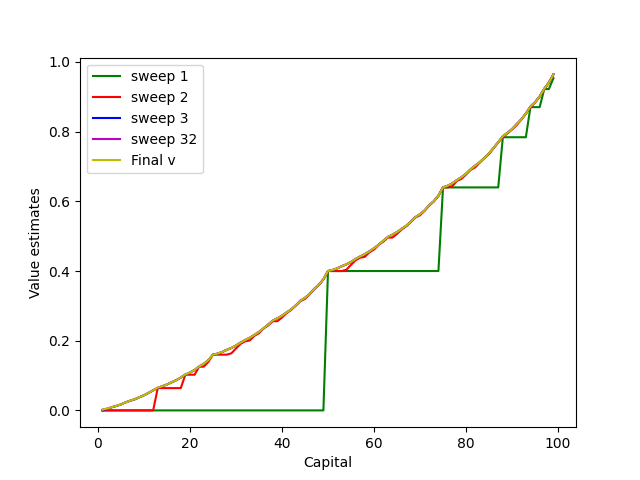 1.0
0.8
0.6
0.4
0.2
0.0
Value estimates
sweep 1
sweep 2
sweep 3
sweep 32
Final v
0 20 40 60 80 100
Capital